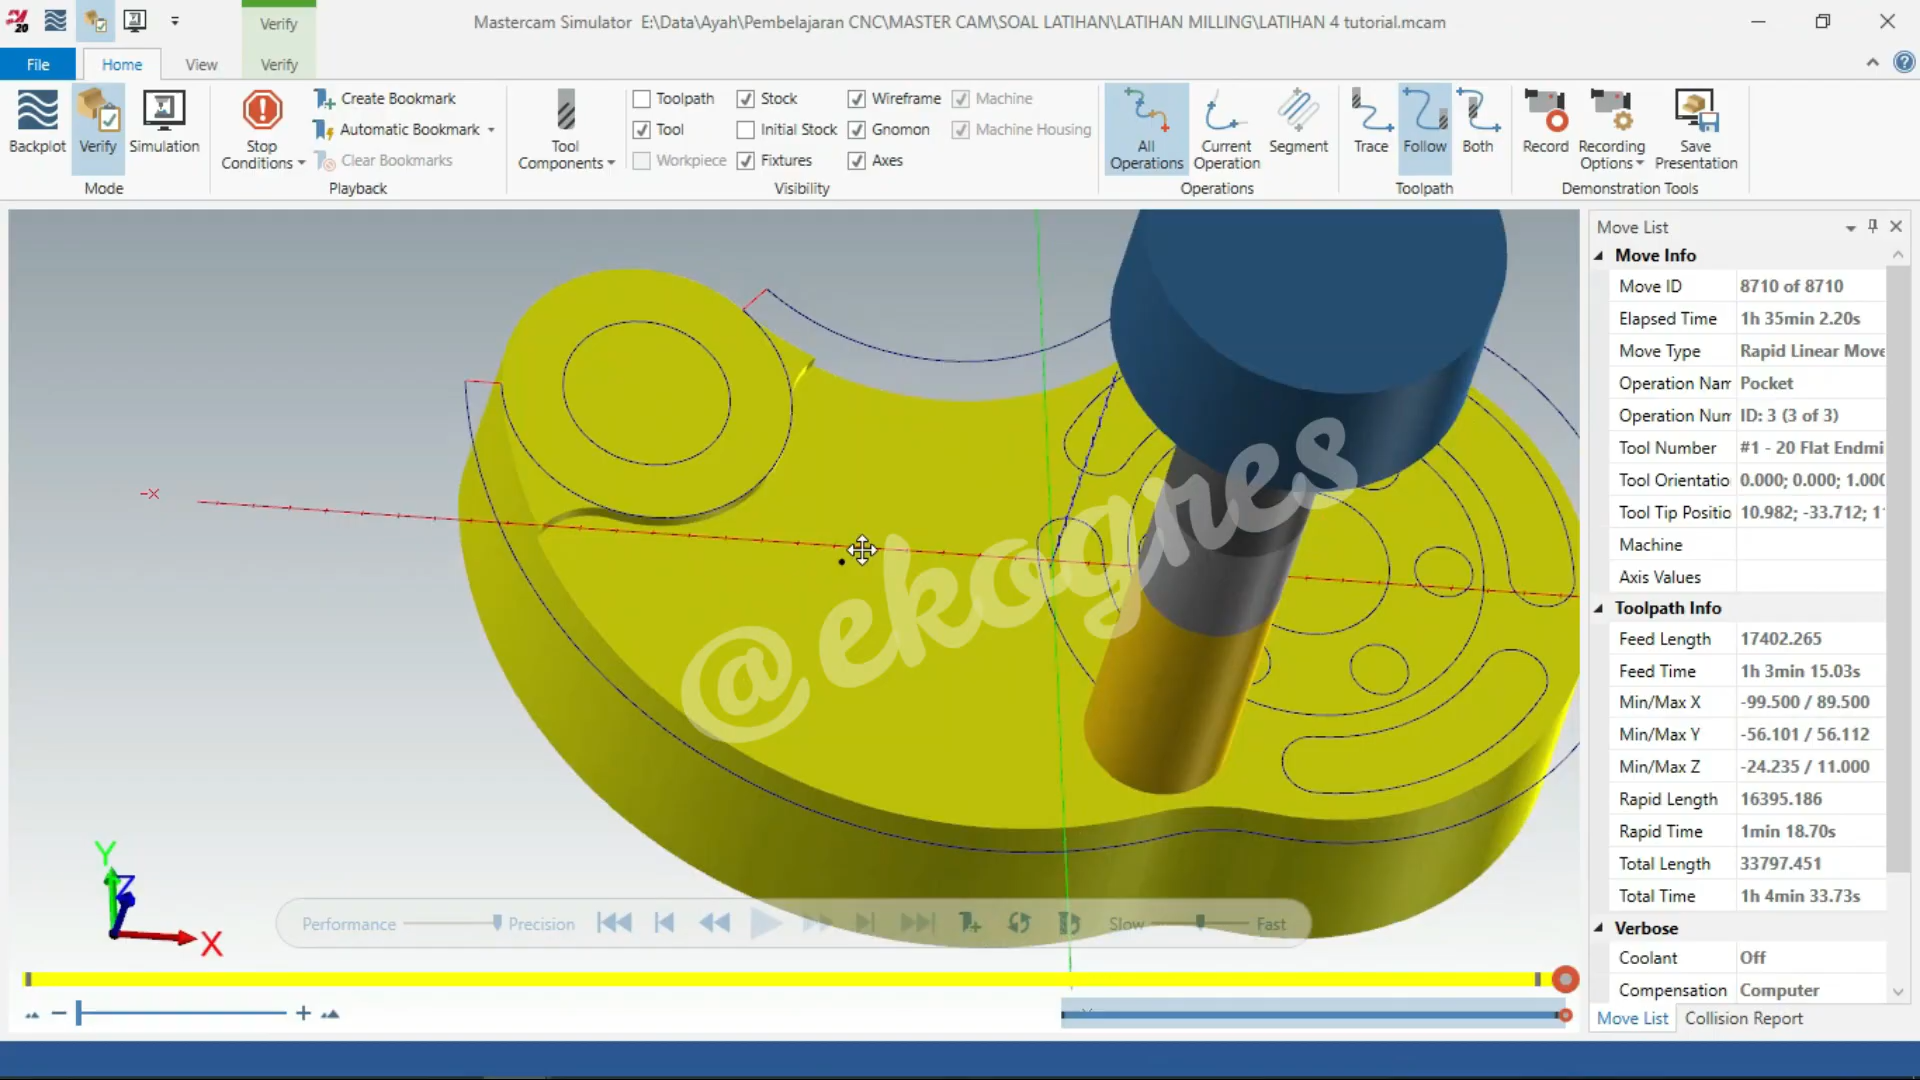 Verify
Mastercam Simulator E:\Data\Ayah\Pembelajaran CNC\MASTER CAM\SOAL LATIHAN\LATIHAN MILLING\LATIHAN 4 tutorial.mcam
20
File
Home
View
Verify
Backplot
Verify
Simulation
Mode
Stop
Conditions
Create Bookmark
Automatic Bookmark
Clear Bookmarks
Playback
Tool
Components
Toolpath
Stock
Wireframe
Machine
Tool
Initial Stock
Gnomon
Machine Housing
Workpiece
Fixtures
Axes
Visibility
All
Operations
Current
Operation
Segment
Operations
Trace
Follow
Both
Toolpath
Record
Recording
Options
Save
Presentation
Demonstration Tools
-X
@ekogres
Y
Z
X
Performance
Precision
Slow
Fast
Move List
Move Info
Move ID 8710 of 8710
Elapsed Time 1h 35min 2.20s
Move Type Rapid Linear Move
Operation Nam Pocket
Operation Num ID: 3 (3 of 3)
Tool Number #1 - 20 Flat Endmi
Tool Orientatio 0.000; 0.000; 1.000
Tool Tip Positio 10.982; -33.712; 1
Machine
Axis Values
Toolpath Info
Feed Length 17402.265
Feed Time 1h 3min 15.03s
Min/Max X -99.500 / 89.500
Min/Max Y -56.101 / 56.112
Min/Max Z -24.235 / 11.000
Rapid Length 16395.186
Rapid Time 1min 18.70s
Total Length 33797.451
Total Time 1h 4min 33.73s
Verbose
Coolant Off
Compensation Computer
Move List Collision Report